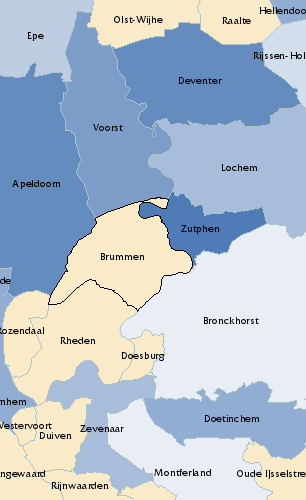 Hellendoo
Olst-Wijhe
Raalte
Epe
Rijssen-Hol
Deventer
Voorst
Lochem
Apeldoorn
Zutphen
Brummen
de
Bronckhorst
Rozendaal
Rheden
Doesburg
nhem
Doetinchem
Westervoort
Duiven
Zevenaar
ngewaard
Montferland
Oude IJsselstre
Rijnwaarden